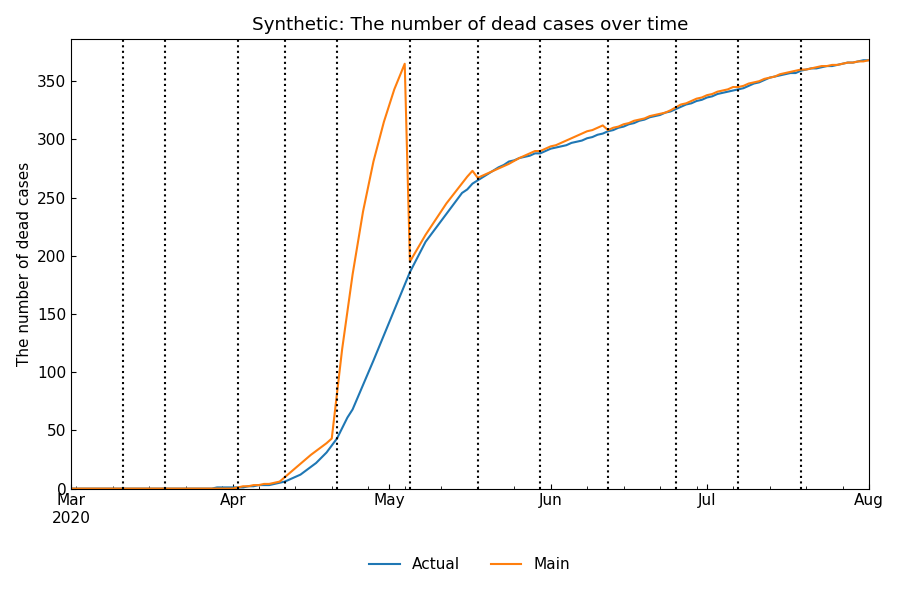 Synthetic: The number of dead cases over time
The number of dead cases
350
300
250
200
150
100
50
0
Mar Apr May Jun Jul Aug
2020
Actual Main